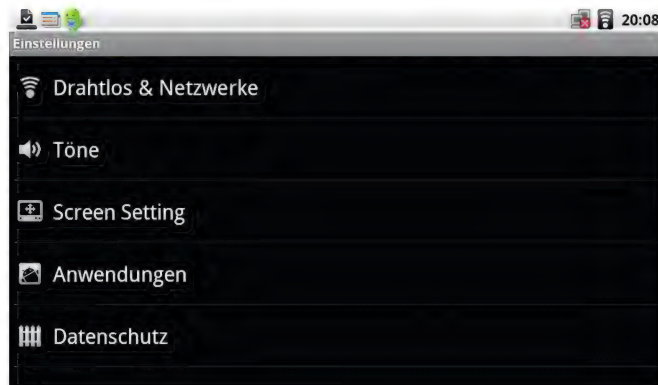 20:08
Einstellungen
Drahtlos & Netzwerke
Töne
Screen Setting
Anwendungen
Datenschutz